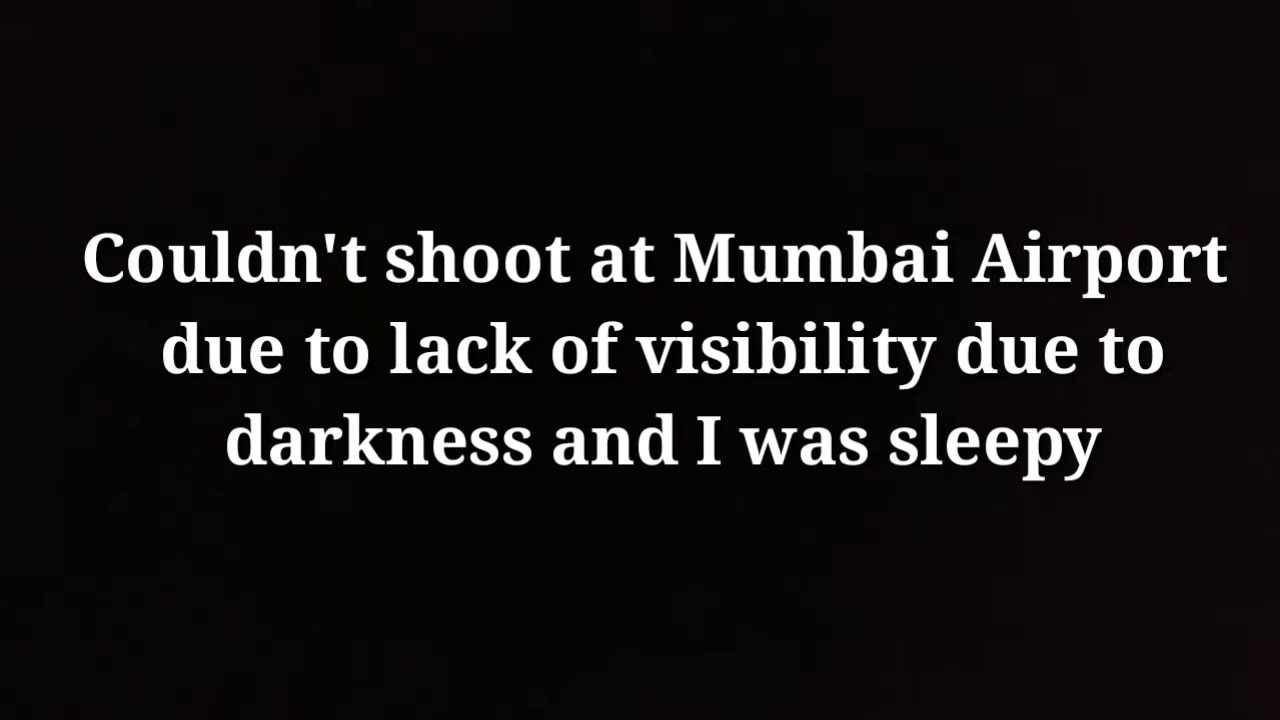 Couldn't shoot at Mumbai Airport
due to lack of visibility due to
darkness and I was sleepy